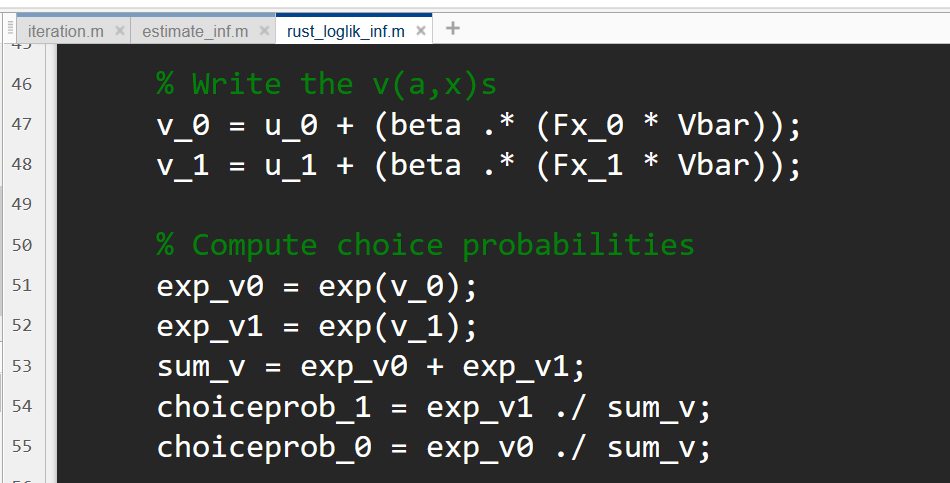 iteration.m × estimate_inf.m × rust_loglik_inf.m × +
46 % Write the v(a,x)s
47 v_0 = u_0 + (beta .* (Fx_0 * Vbar));
48 v_1 = u_1 + (beta .* (Fx_1 * Vbar));
49
50 % Compute choice probabilities
51 exp_v0 = exp(v_0);
52 exp_v1 = exp(v_1);
53 sum_v = exp_v0 + exp_v1;
54 choiceprob_1 = exp_v1 ./ sum_v;
55 choiceprob_0 = exp_v0 ./ sum_v;